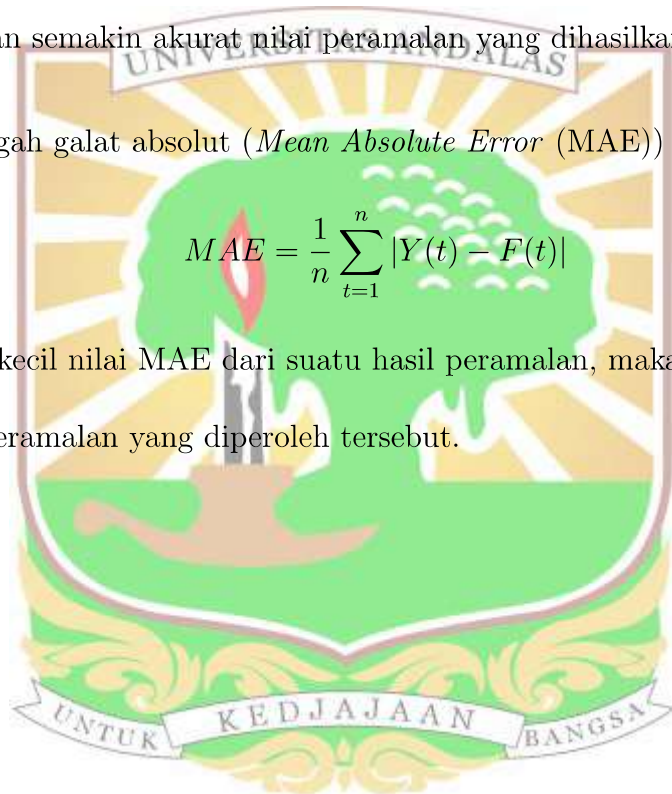 an semakin akurat nilai peramalan yang dihasilkan
UNIVERSITAS ANDALAS
gah galat absolut (Mean Absolute Error (MAE))
MAE = \frac{1}{n} \sum_{t=1}^{n} |Y(t) − F(t)|
kecil nilai MAE dari suatu hasil peramalan, maka
eramalan yang diperoleh tersebut.
UNTUK KEDJAJAAN BANGSA